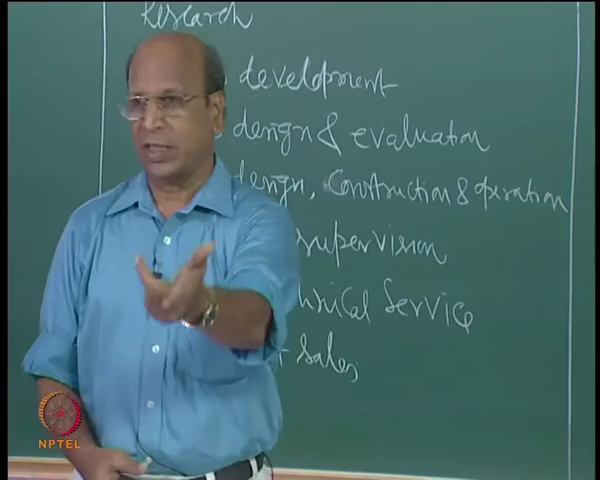 Research
development
design & evaluation
design, Construction & operation
supervision
Service
sales,
NPTEL